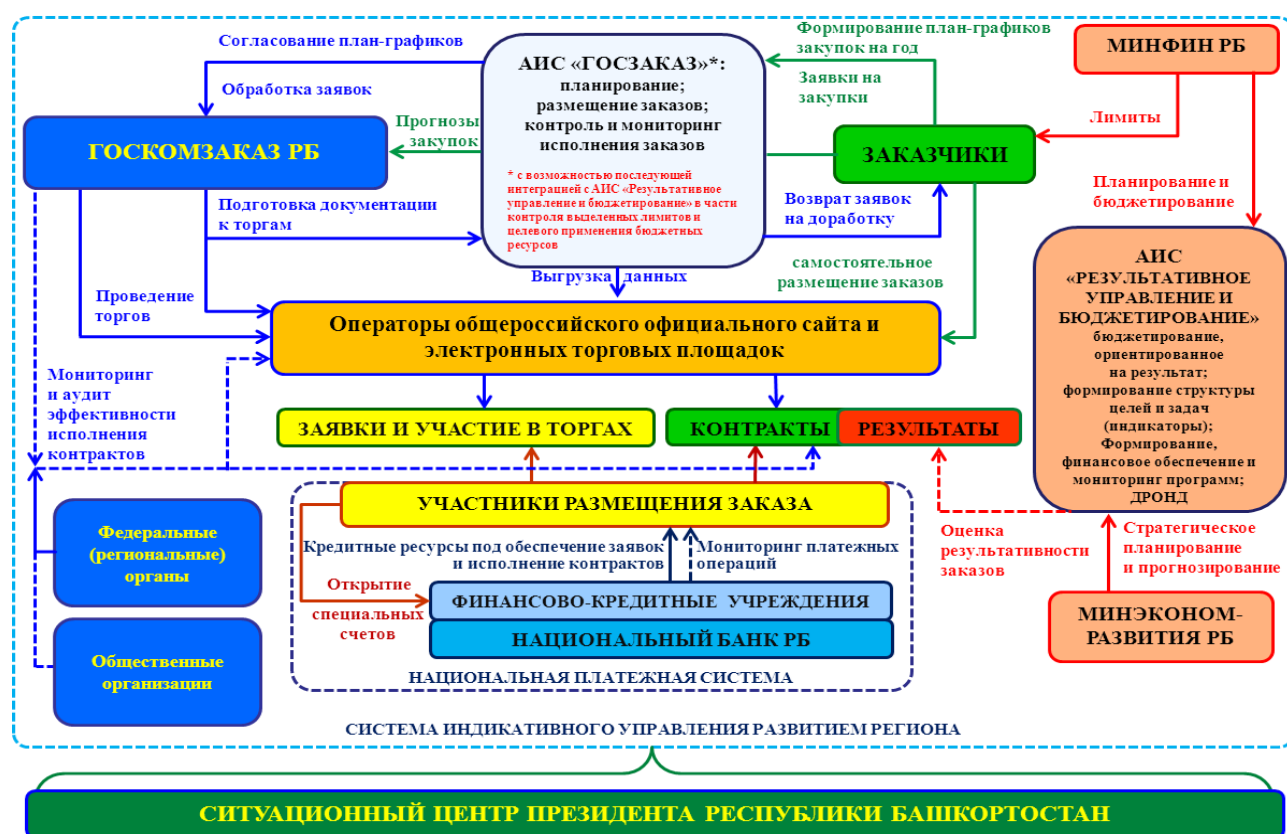 Согласование план-графиков
Обработка заявок
АИС «ГОСЗАКАЗ»*:
планирование;
размещение заказов;
контроль и мониторинг
исполнения заказов
* с возможностью последующей
интеграцией с АИС «Результативное
управление и бюджетирование» в части
контроля выделенных лимитов и
целевого применения бюджетных
ресурсов
Формирование план-графиков
закупок на год
Заявки на
закупки
МИНФИН РБ
Лимиты
ГОСКОМЗАКАЗ РБ
Прогнозы
закупок
ЗАКАЗЧИКИ
Планирование и
бюджетирование
Подготовка документации
к торгам
Возврат заявок
на доработку
Выгрузка данных
самостоятельное
размещение заказов
Проведение
торгов
Операторы общероссийского официального сайта и
электронных торговых площадок
АИС
«РЕЗУЛЬТАТИВНОЕ
УПРАВЛЕНИЕ И
БЮДЖЕТИРОВАНИЕ»
бюджетирование,
ориентированное
на результат;
формирование структуры
целей и задач
(индикаторы);
Формирование,
финансовое обеспечение и
мониторинг программ;
ДРОНД
Мониторинг
и аудит
эффективности
исполнения
контрактов
ЗАЯВКИ И УЧАСТИЕ В ТОРГАХ
КОНТРАКТЫ
РЕЗУЛЬТАТЫ
УЧАСТНИКИ РАЗМЕЩЕНИЯ ЗАКАЗА
Федеральные
(региональные)
органы
Кредитные ресурсы под обеспечение заявок
и исполнение контрактов
Мониторинг платежных
операций
Оценка
результативности
заказов
Стратегическое
планирование
и прогнозирование
Открытие
специальных
счетов
ФИНАНСОВО-КРЕДИТНЫЕ УЧРЕЖДЕНИЯ
НАЦИОНАЛЬНЫЙ БАНК РБ
МИНЭКОНОМ-
РАЗВИТИЯ РБ
Общественные
организации
НАЦИОНАЛЬНАЯ ПЛАТЕЖНАЯ СИСТЕМА
СИСТЕМА ИНДИКАТИВНОГО УПРАВЛЕНИЯ РАЗВИТИЕМ РЕГИОНА
СИТУАЦИОННЫЙ ЦЕНТР ПРЕЗИДЕНТА РЕСПУБЛИКИ БАШКОРТОСТАН